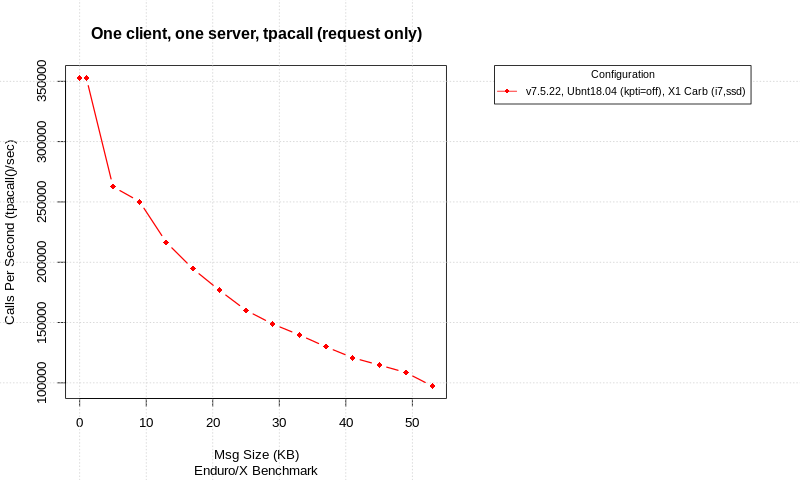 One client, one server, tpacall (request only)
Configuration
v7.5.22, Ubnt18.04 (kpti=off), X1 Carb (i7,ssd)
Calls Per Second (tpacall()/sec)
350000
300000
250000
200000
150000
100000
0 10 20 30 40 50
Msg Size (KB)
Enduro/X Benchmark